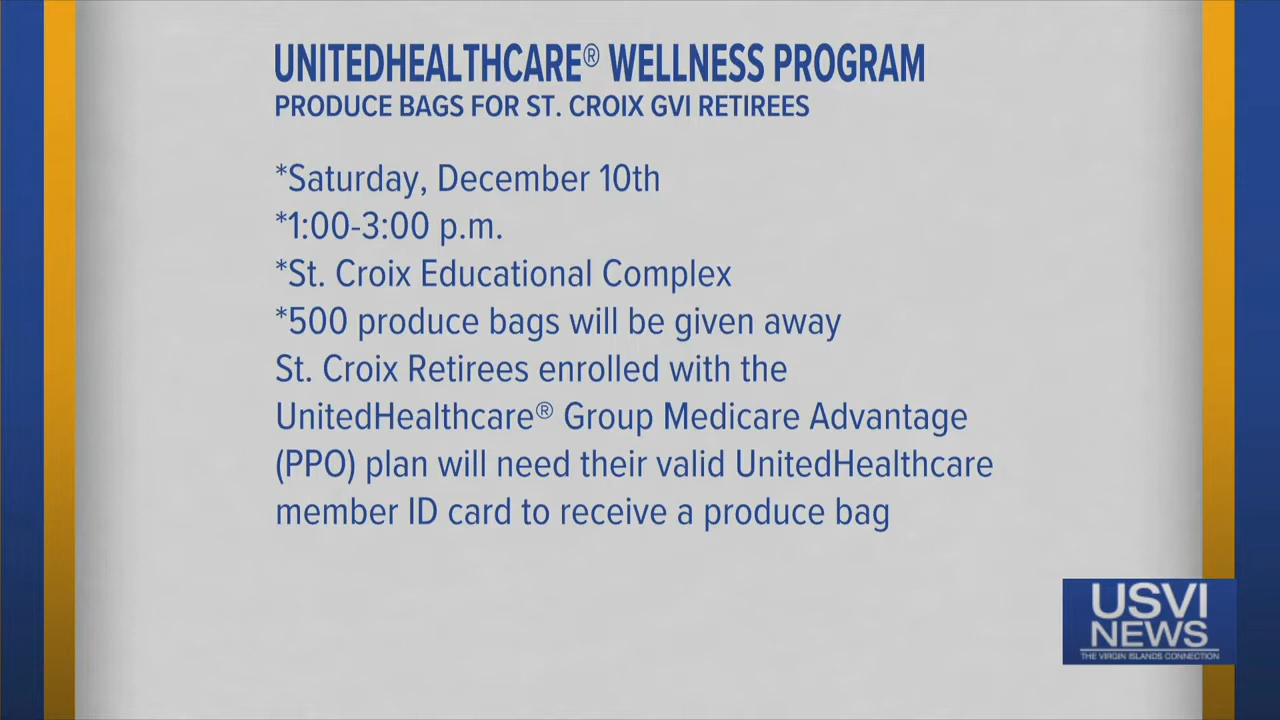 UNITEDHEALTHCARE® WELLNESS PROGRAM
PRODUCE BAGS FOR ST. CROIX GVI RETIREES
*Saturday, December 10th
*1:00-3:00 p.m.
*St. Croix Educational Complex
*500 produce bags will be given away
St. Croix Retirees enrolled with the
UnitedHealthcare® Group Medicare Advantage
(PPO) plan will need their valid UnitedHealthcare
member ID card to receive a produce bag
USVI
NEWS
THE VIRGIN ISLANDS CONNECTION